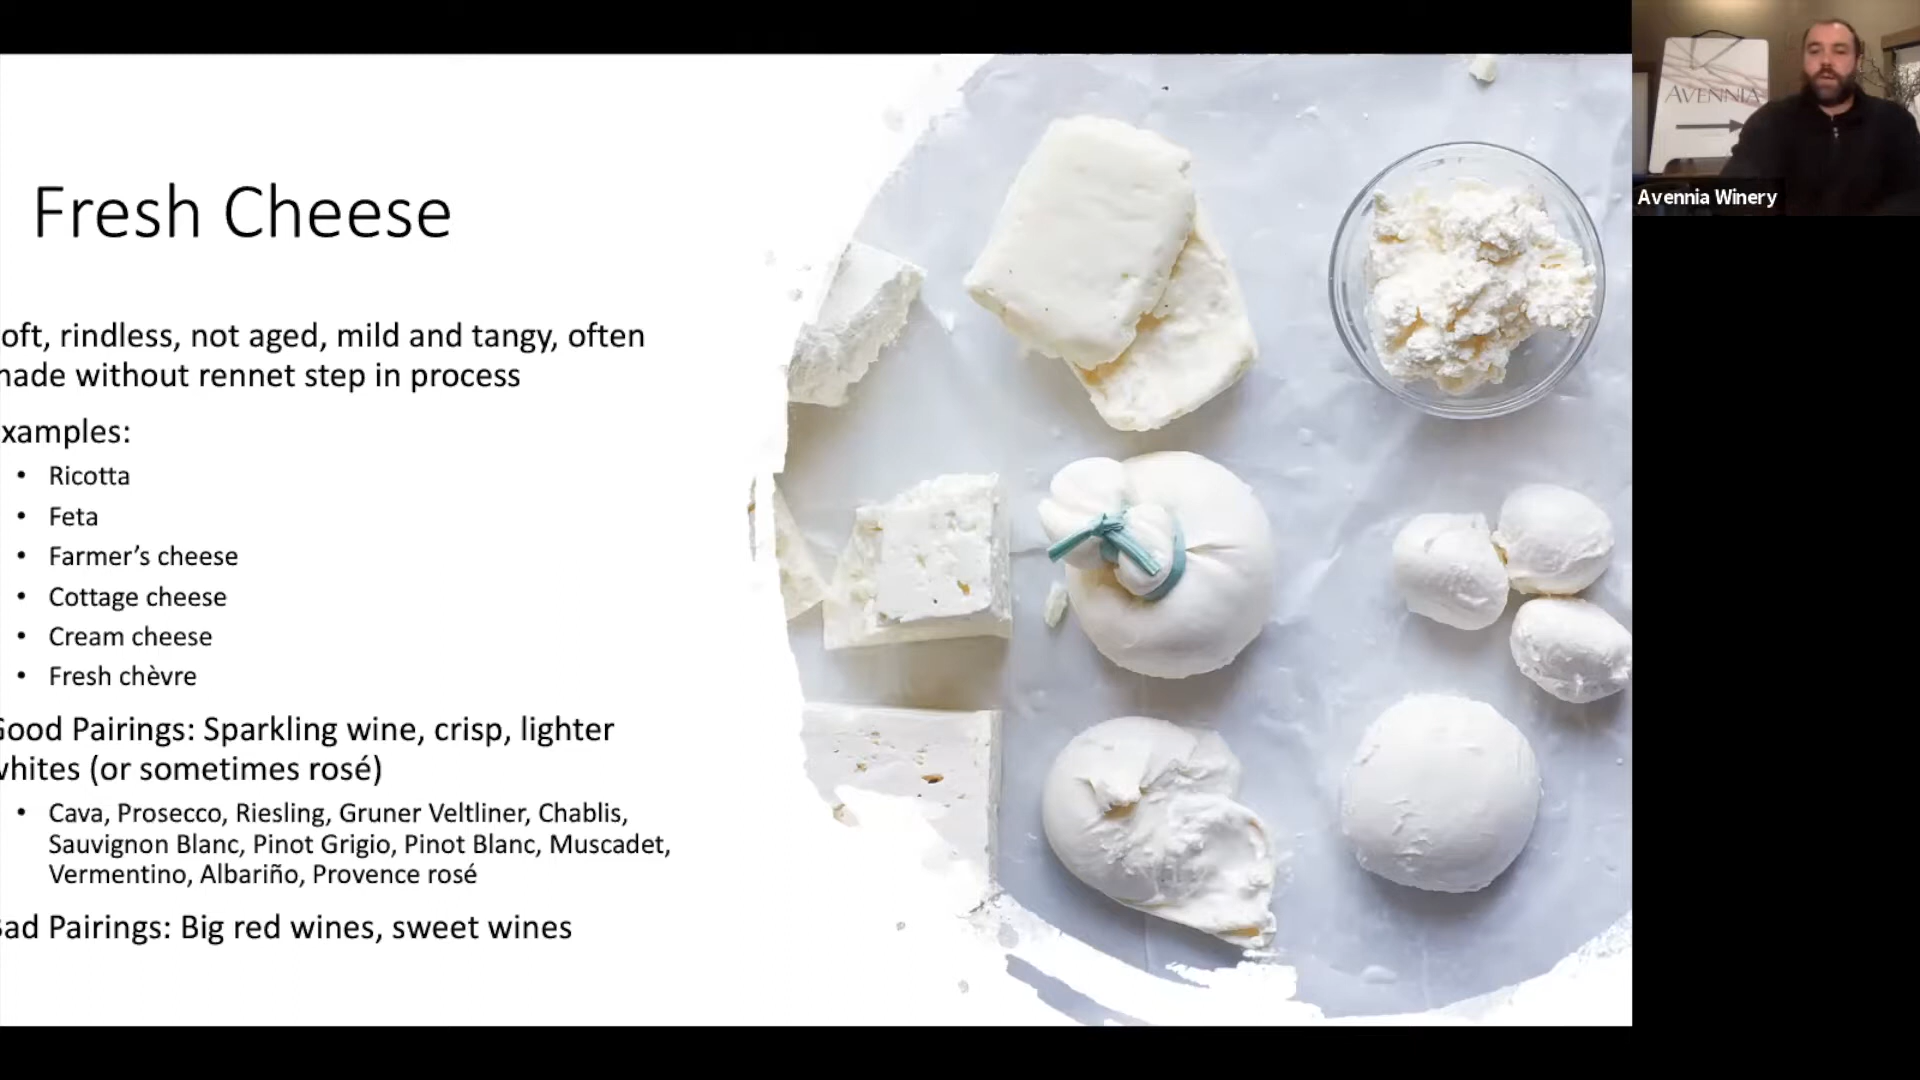 Fresh Cheese
oft, rindless, not aged, mild and tangy, often
ade without rennet step in process
xamples:
• Ricotta
• Feta
• Farmer’s cheese
• Cottage cheese
• Cream cheese
• Fresh chèvre
Good Pairings: Sparkling wine, crisp, lighter
whites (or sometimes rosé)
• Cava, Prosecco, Riesling, Gruner Veltliner, Chablis,
Sauvignon Blanc, Pinot Grigio, Pinot Blanc, Muscadet,
Vermentino, Albariño, Provence rosé
Bad Pairings: Big red wines, sweet wines
AVENNIA
Avennia Winery